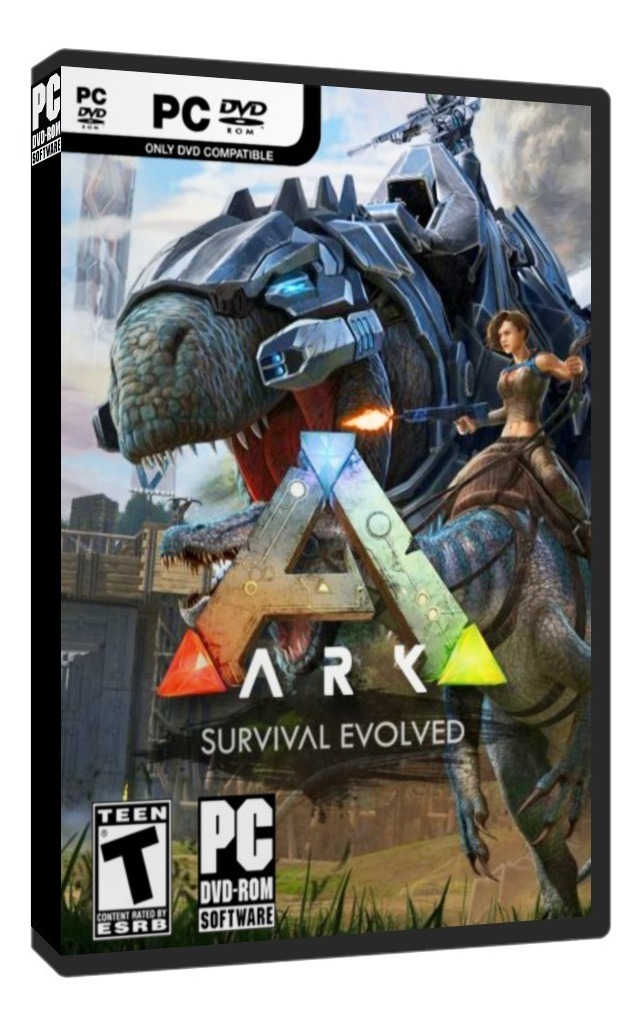 PC
DVD-ROM
SOFTWARE
PC
DVD
ROM
PC DVD
ROM
ONLY DVD COMPATIBLE
ARK
SURVIVAL EVOLVED
TEEN
T
CONTENT RATED BY
ESRB
PC
DVD-ROM
SOFTWARE